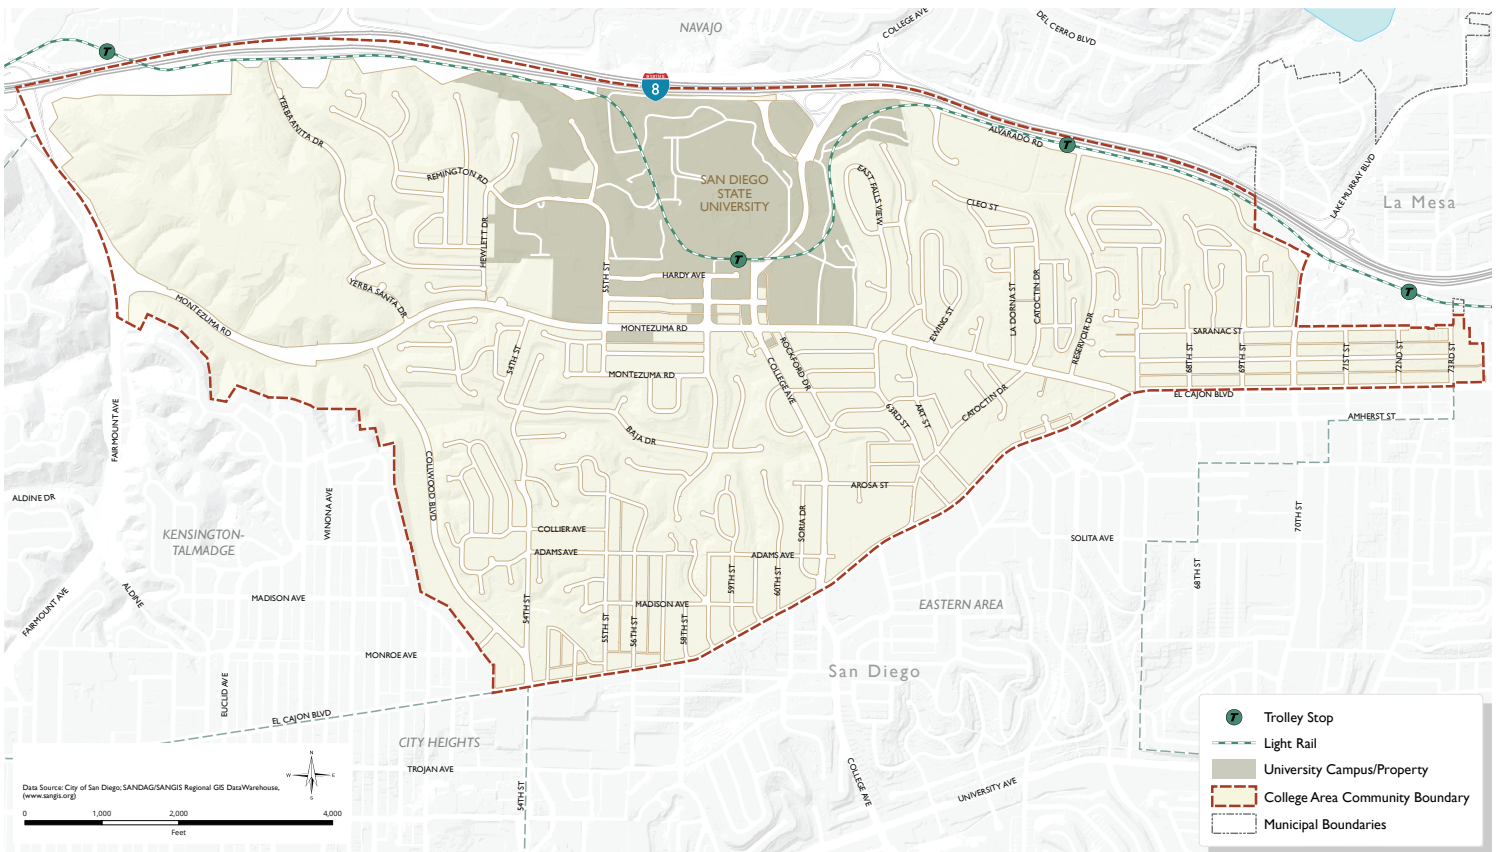 NAVAJO
COLLEGE AVE
DEL CERRO BLVD
T
INTERSTATE
8
YERBA ANITA DR
ALVARADO RD
T
REMINGTON RD
SAN DIEGO
STATE
UNIVERSITY
EAST FALLS VIEW
CLEO ST
LAKE MURRAY BLVD
La Mesa
HEWLETT DR
T
55TH ST
HARDY AVE
YERBA SANTA DR
LA DORNA ST
CATOCTIN DR
T
MONTEZUMA RD
MONTEZUMA RD
EWING ST
RESERVOIR DR
SARANAC ST
54TH ST
ROCKFORD DR
COLLEGE AVE
68TH ST
69TH ST
71ST ST
72ND ST
73RD ST
MONTEZUMA RD
EL CAJON BLVD
CATOCTIN DR
63RD ST
ART ST
AMHERST ST
FAIRMOUNT AVE
BAJA DR
COLLWOOD BLVD
AROSA ST
ALDINE DR
WINONA AVE
SORIA DR
70TH ST
KENSINGTON-
TALMADGE
COLLIER AVE
ADAMS AVE
ADAMS AVE
SOLITA AVE
59TH ST
60TH ST
68TH ST
FAIRMOUNT AVE
ALDINE
MADISON AVE
54TH ST
MADISON AVE
EASTERN AREA
55TH ST
56TH ST
58TH ST
MONROE AVE
San Diego
EUCLID AVE
EL CAJON BLVD
CITY HEIGHTS
TROJAN AVE
54TH ST
COLLEGE AVE
UNIVERSITY AVE
N
W
E
S
Data Source: City of San Diego; SANDAG/SANGIS Regional GIS Data Warehouse,
(www.sangis.org)
0 1,000 2,000 4,000
Feet
T Trolley Stop
Light Rail
University Campus/Property
College Area Community Boundary
Municipal Boundaries